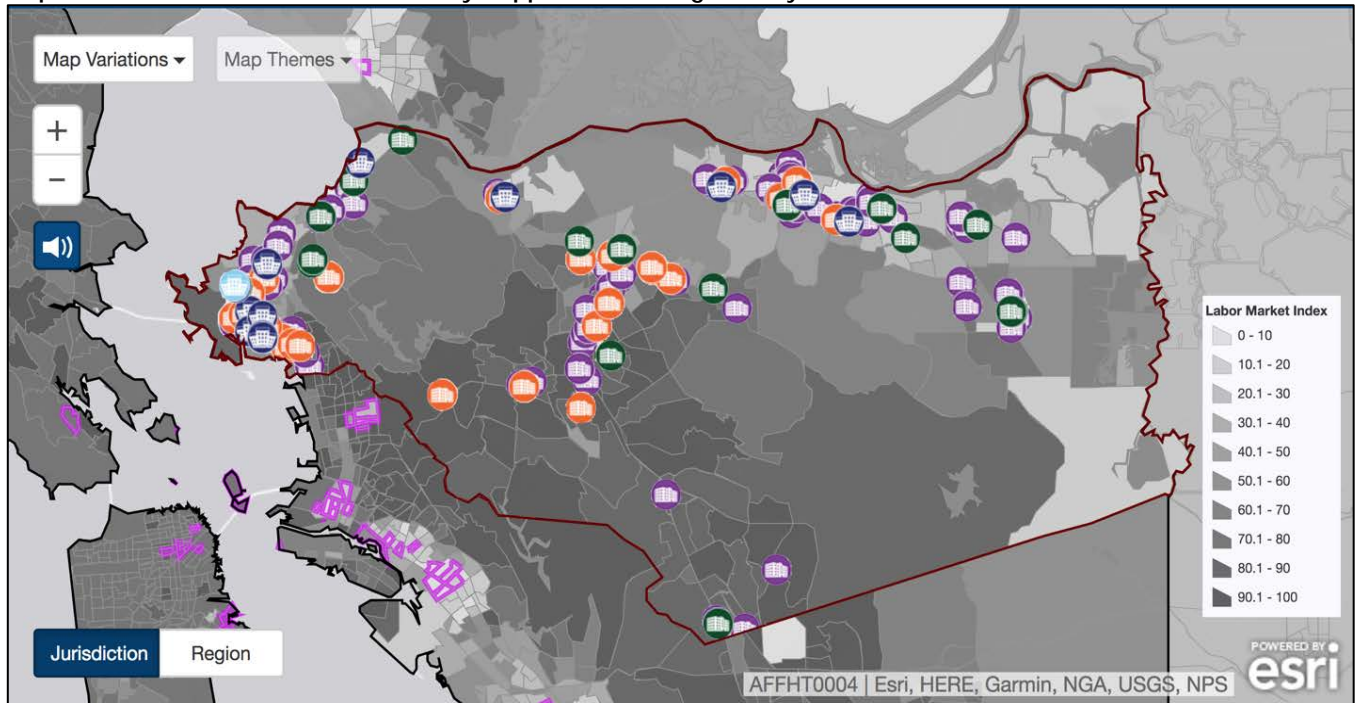 Map Variations
Map Themes
+
−
Labor Market Index
0 - 10
10.1 - 20
20.1 - 30
30.1 - 40
40.1 - 50
50.1 - 60
60.1 - 70
70.1 - 80
80.1 - 90
90.1 - 100
Jurisdiction
Region
POWERED BY
esri
AFFHT0004 | Esri, HERE, Garmin, NGA, USGS, NPS